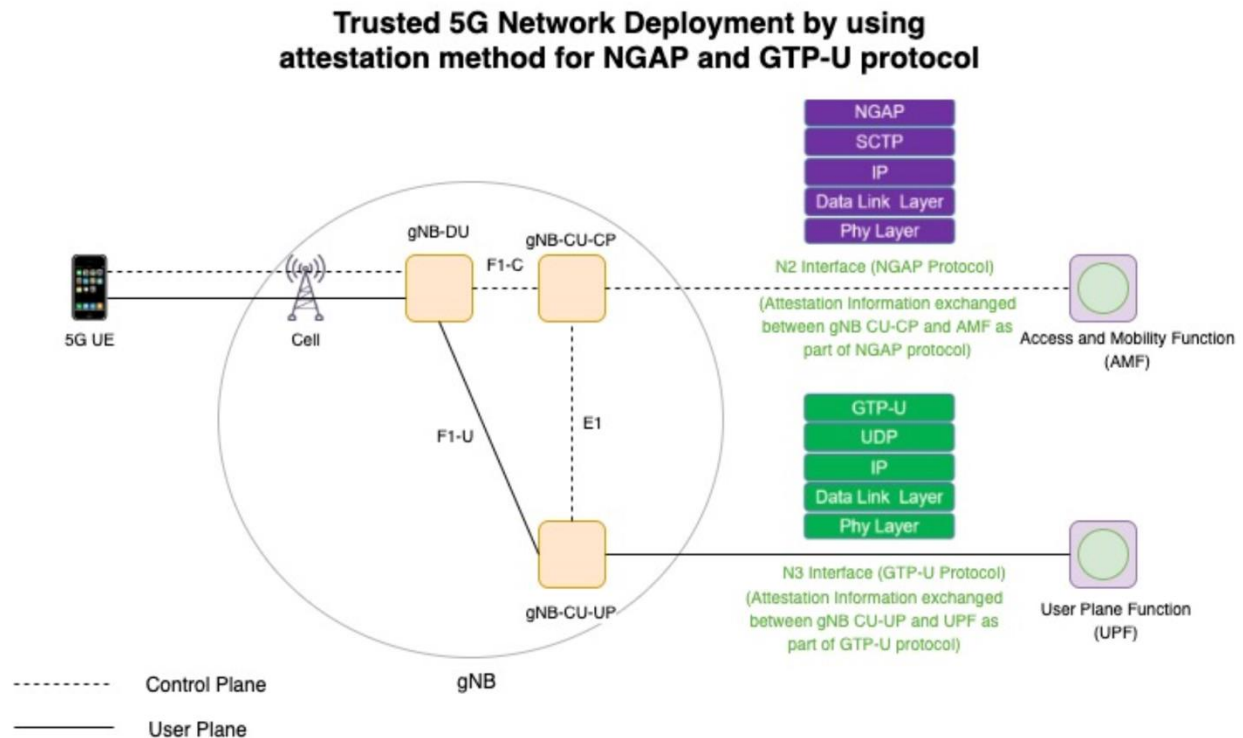 Trusted 5G Network Deployment by using
attestation method for NGAP and GTP-U protocol
NGAP
SCTP
IP
Data Link Layer
Phy Layer
gNB-DU
gNB-CU-CP
F1-C
N2 Interface (NGAP Protocol)
(Attestation Information exchanged
between gNB CU-CP and AMF as
part of NGAP protocol)
5G UE
Cell
Access and Mobility Function
(AMF)
GTP-U
UDP
IP
Data Link Layer
Phy Layer
F1-U
E1
N3 Interface (GTP-U Protocol)
(Attestation Information exchanged
between gNB CU-UP and UPF as
part of GTP-U protocol)
gNB-CU-UP
User Plane Function
(UPF)
gNB
Control Plane
User Plane